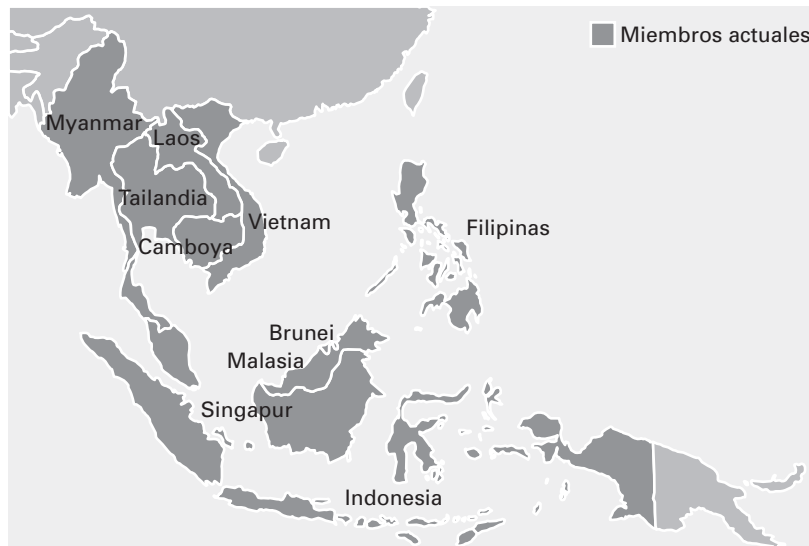 Miembros actuales
Myanmar
Laos
Tailandia
Vietnam
Camboya
Filipinas
Brunei
Malasia
Singapur
Indonesia